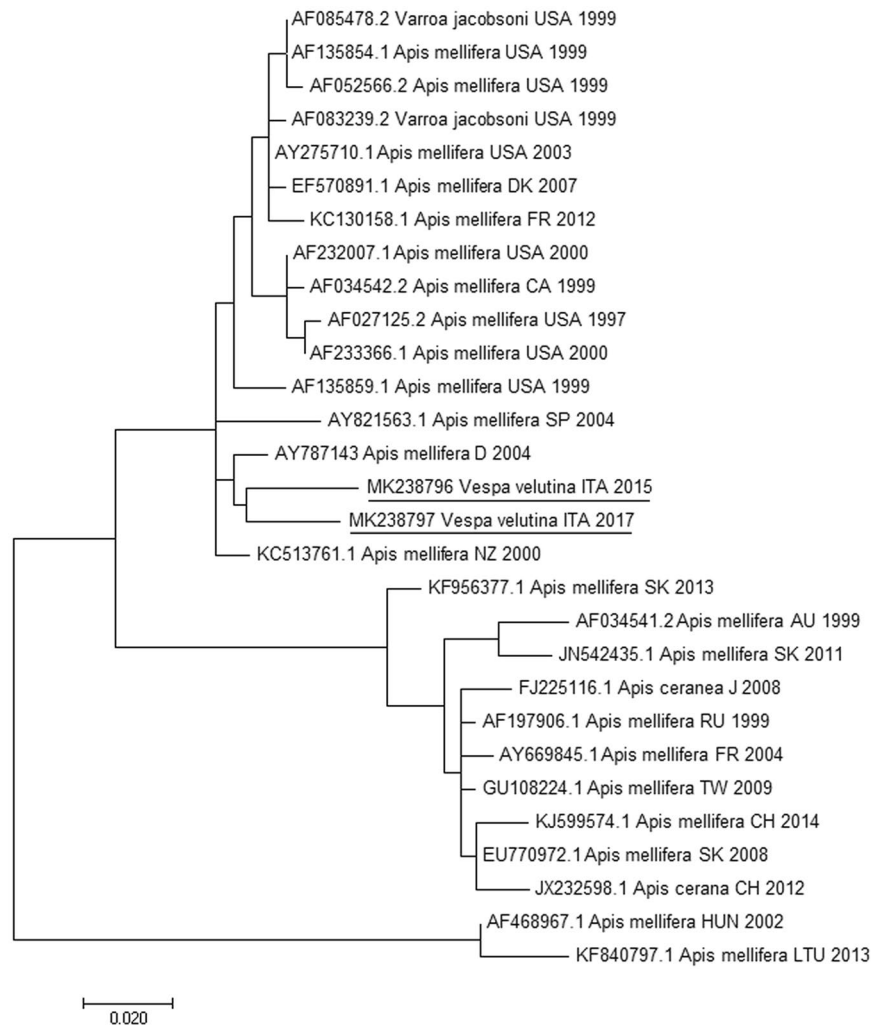 AF085478.2 Varroa jacobsoni USA 1999
AF135854.1 Apis mellifera USA 1999
AF052566.2 Apis mellifera USA 1999
AF083239.2 Varroa jacobsoni USA 1999
AY275710.1 Apis mellifera USA 2003
EF570891.1 Apis mellifera DK 2007
KC130158.1 Apis mellifera FR 2012
AF232007.1 Apis mellifera USA 2000
AF034542.2 Apis mellifera CA 1999
AF027125.2 Apis mellifera USA 1997
AF233366.1 Apis mellifera USA 2000
AF135859.1 Apis mellifera USA 1999
AY821563.1 Apis mellifera SP 2004
AY787143 Apis mellifera D 2004
MK238796 Vespa velutina ITA 2015
MK238797 Vespa velutina ITA 2017
KC513761.1 Apis mellifera NZ 2000
KF956377.1 Apis mellifera SK 2013
AF034541.2 Apis mellifera AU 1999
JN542435.1 Apis mellifera SK 2011
FJ225116.1 Apis ceranea J 2008
AF197906.1 Apis mellifera RU 1999
AY669845.1 Apis mellifera FR 2004
GU108224.1 Apis mellifera TW 2009
KJ599574.1 Apis mellifera CH 2014
EU770972.1 Apis mellifera SK 2008
JX232598.1 Apis cerana CH 2012
AF468967.1 Apis mellifera HUN 2002
KF840797.1 Apis mellifera LTU 2013
0.020